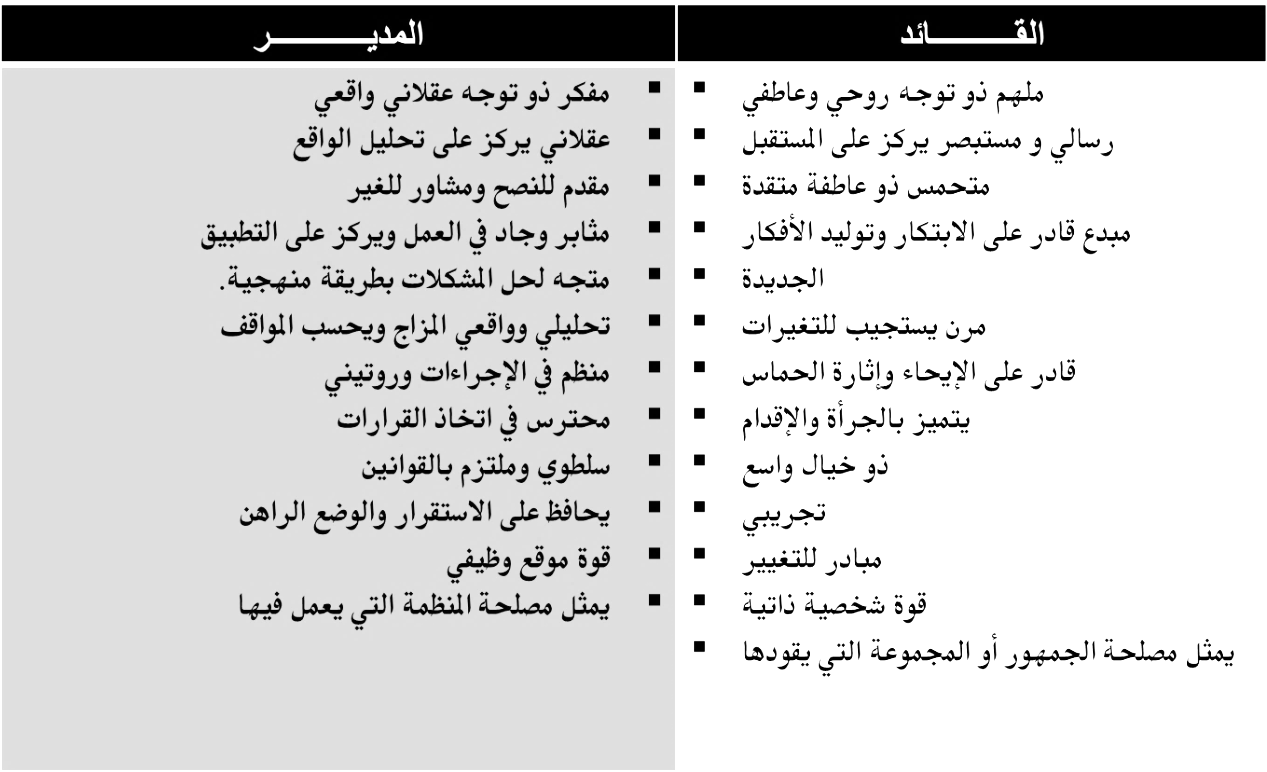 القـــــــائد
ملهم ذو توجه روحي وعاطفي
رسالي و مستبصر يركز على المستقبل
متحمس ذو عاطفة متقدة
مبدع قادر على الابتكار وتوليد الأفكار
الجديدة
مرن يستجيب للتغيرات
قادر على الإيحاء وإثارة الحماس
يتميز بالجرأة والإقدام
ذو خيال واسع
تجريبي
مبادر للتغيير
قوة شخصية ذاتية
يمثل مصلحة الجمهور أو المجموعة التي يقودها
المديـــــــــــر
مفكر ذو توجه عقلاني واقعي
عقلاني يركز على تحليل الواقع
مقدم للنصح ومشاور للغير
مثابر وجاد في العمل ويركز على التطبيق
متجه لحل المشكلات بطريقة منهجية.
تحليلي وواقعي المزاج ويحسب المواقف
منظم في الإجراءات وروتيني
محترس في اتخاذ القرارات
سلطوي وملتزم بالقوانين
يحافظ على الاستقرار والوضع الراهن
قوة موقع وظيفي
يمثل مصلحة المنظمة التي يعمل فيها